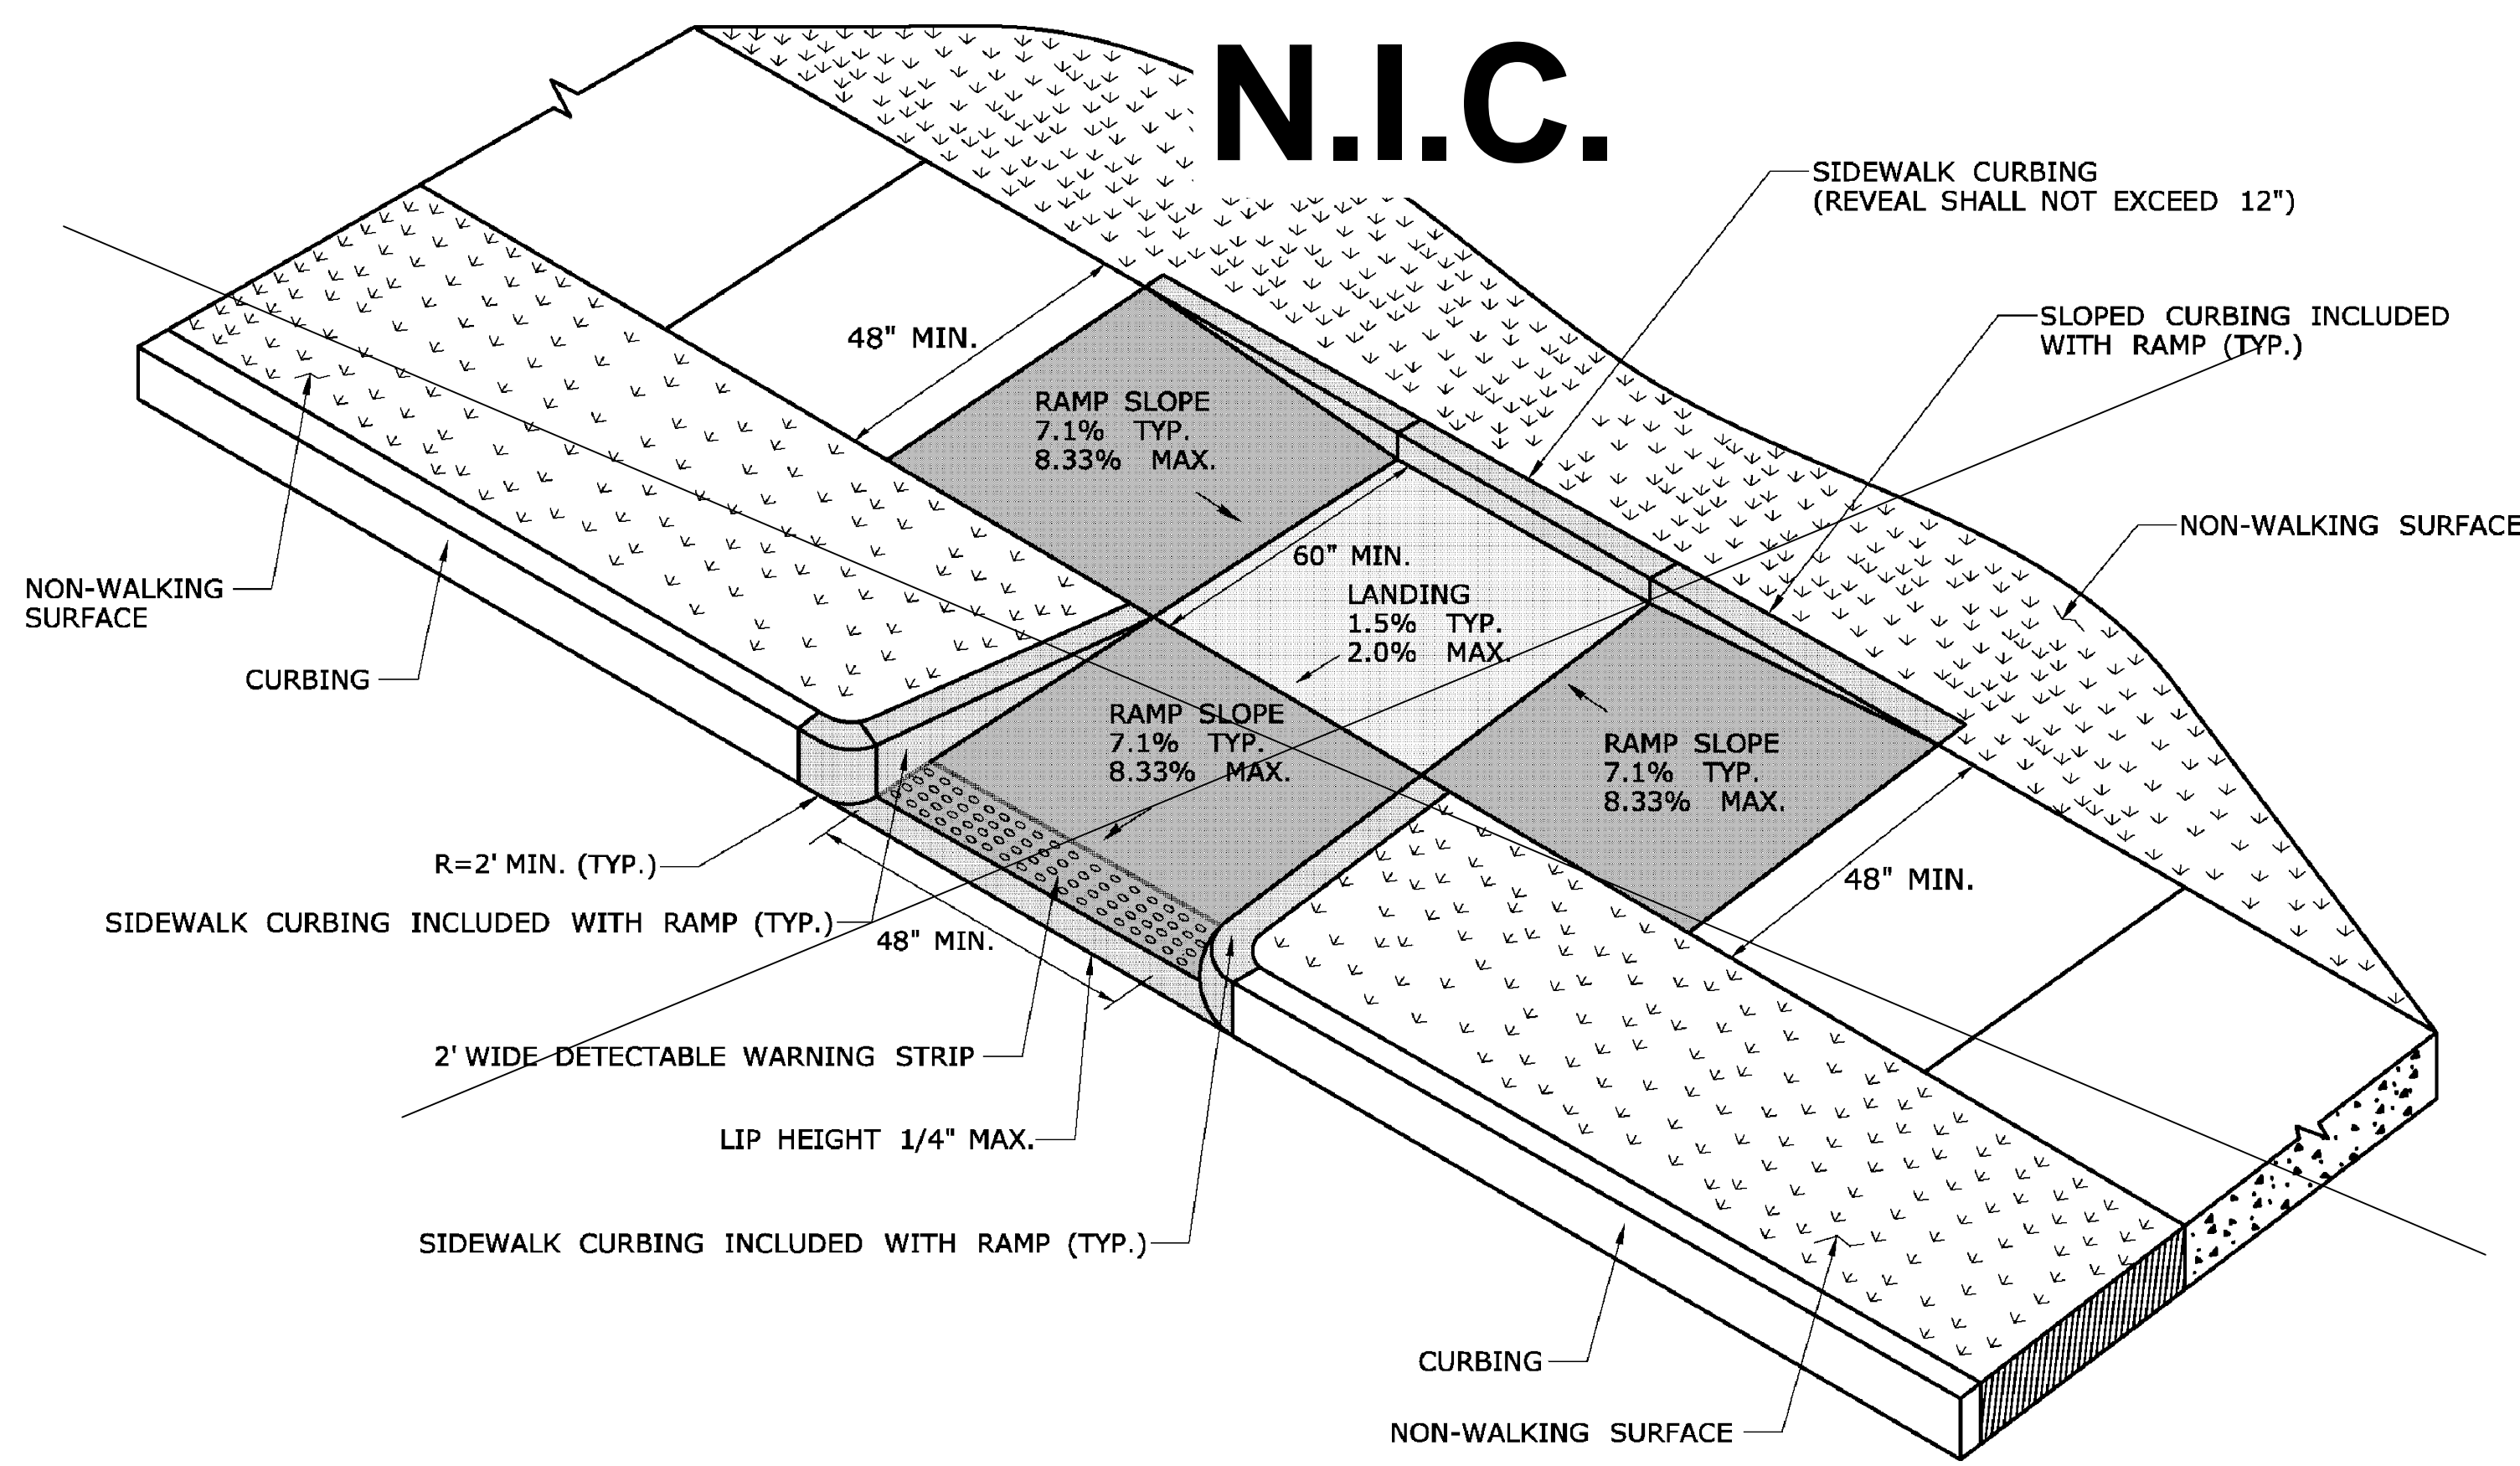 N.I.C.
SIDEWALK CURBING
(REVEAL SHALL NOT EXCEED 12")
SLOPED CURBING INCLUDED
WITH RAMP (TYP.)
48" MIN.
RAMP SLOPE
7.1% TYP.
8.33% MAX.
NON-WALKING SURFACE
60" MIN.
LANDING
1.5% TYP.
2.0% MAX.
NON-WALKING
SURFACE
CURBING
RAMP SLOPE
7.1% TYP.
8.33% MAX.
RAMP SLOPE
7.1% TYP.
8.33% MAX.
R=2' MIN. (TYP.)
48" MIN.
SIDEWALK CURBING INCLUDED WITH RAMP (TYP.)
48" MIN.
2' WIDE DETECTABLE WARNING STRIP
LIP HEIGHT 1/4" MAX.
SIDEWALK CURBING INCLUDED WITH RAMP (TYP.)
CURBING
NON-WALKING SURFACE